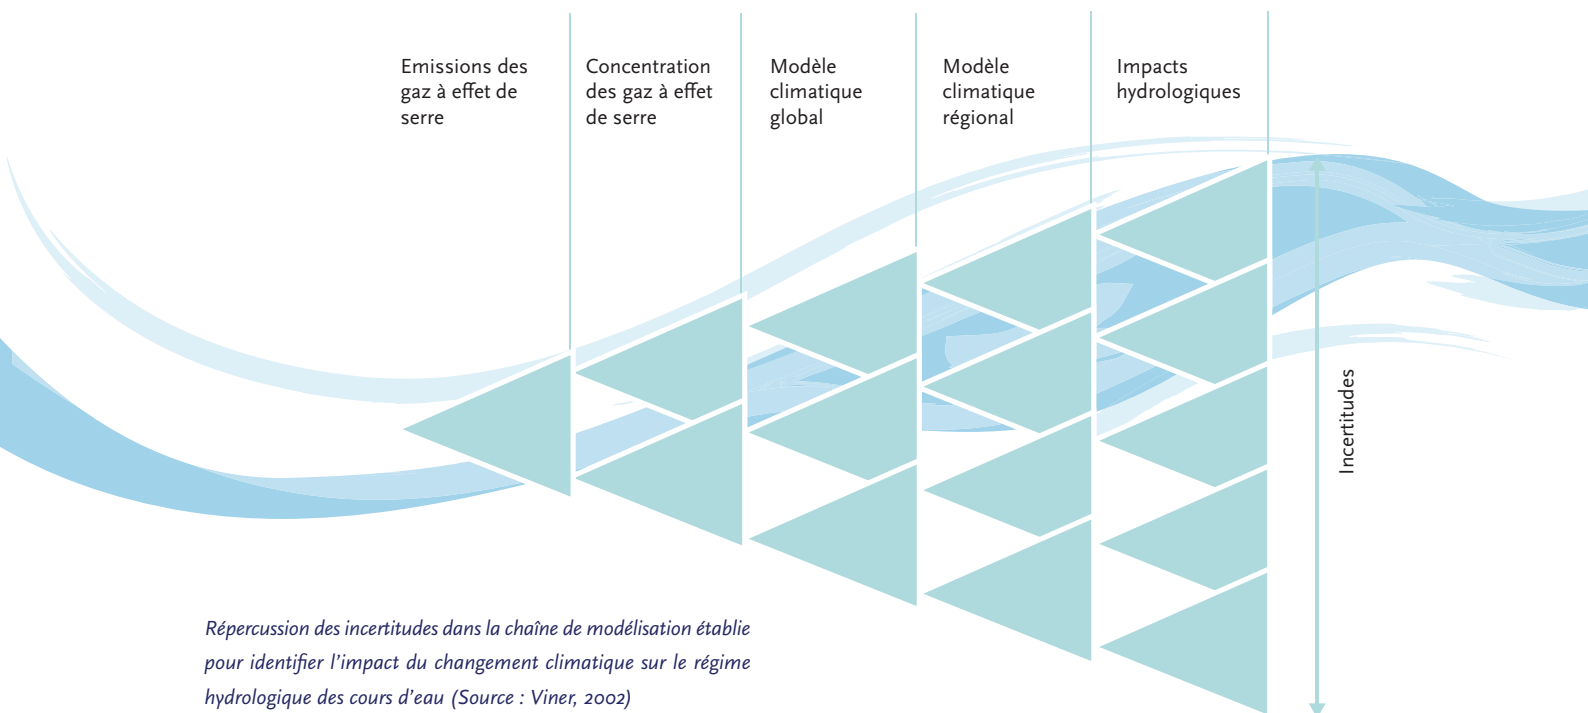 Emissions des
gaz à effet de
serre
Concentration
des gaz à effet
de serre
Modèle
climatique
global
Modèle
climatique
régional
Impacts
hydrologiques
Incertitudes
Répercussion des incertitudes dans la chaîne de modélisation établie
pour identifier l'impact du changement climatique sur le régime
hydrologique des cours d'eau (Source : Viner, 2002)